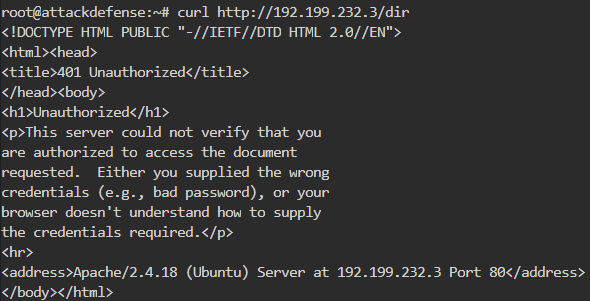 root@attackdefense:~# curl http://192.199.232.3/dir
<!DOCTYPE HTML PUBLIC "-//IETF//DTD HTML 2.0//EN">
<html><head>
<title>401 Unauthorized</title>
</head><body>
<h1>Unauthorized</h1>
<p>This server could not verify that you
are authorized to access the document
requested.  Either you supplied the wrong
credentials (e.g., bad password), or your
browser doesn't understand how to supply
the credentials required.</p>
<hr>
<address>Apache/2.4.18 (Ubuntu) Server at 192.199.232.3 Port 80</address>
</body></html>